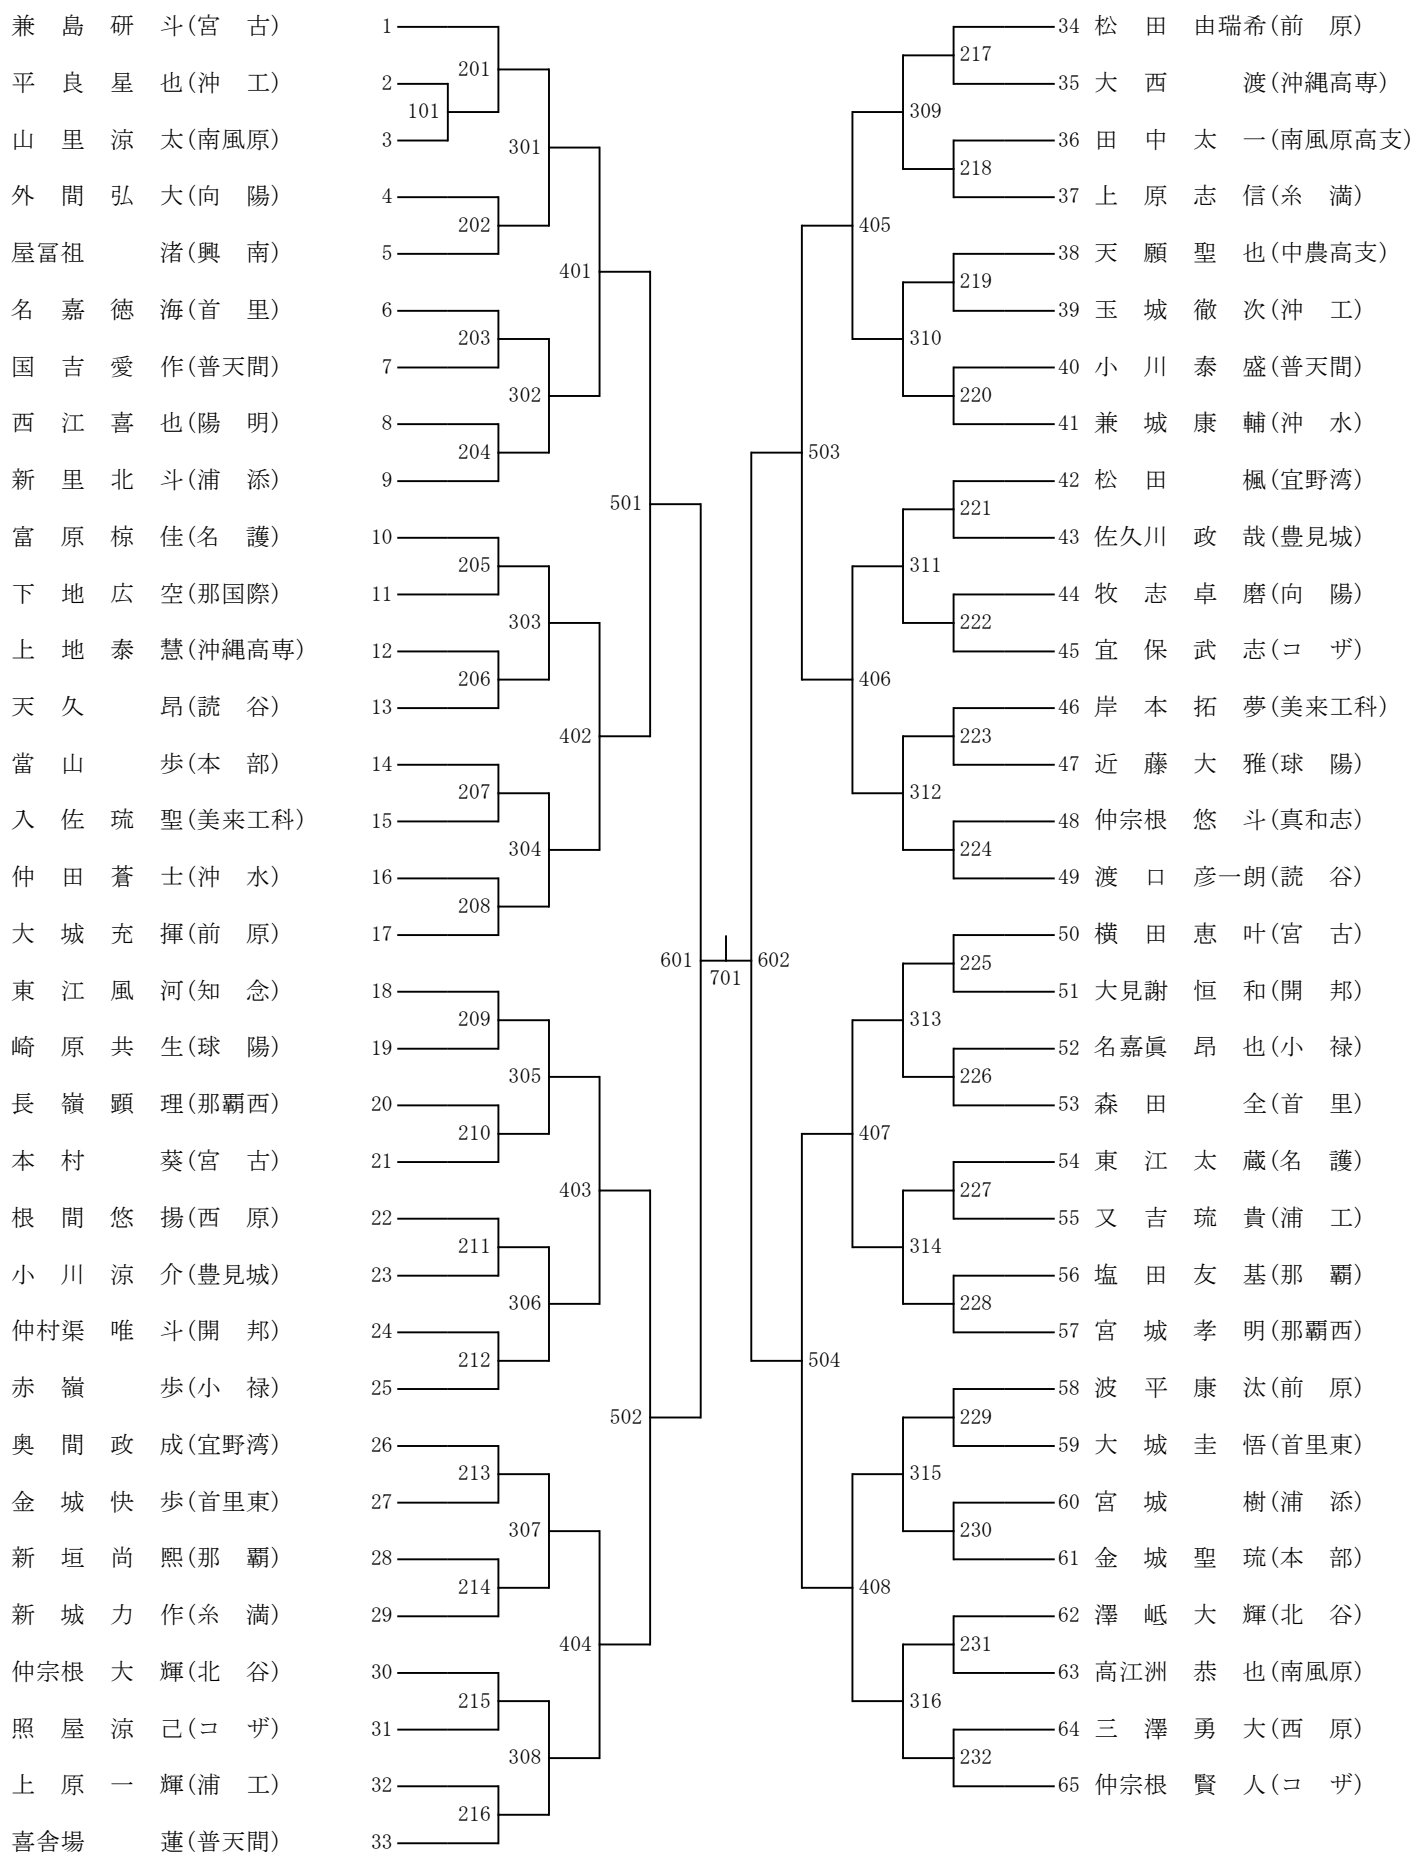 兼島研斗(宮古) 1
平良星也(沖工) 2
山里涼太(南風原) 3
外間弘大(向陽) 4
屋冨祖渚(興南) 5
名嘉徳海(首里) 6
国吉愛作(普天間) 7
西江喜也(陽明) 8
新里北斗(浦添) 9
富原椋佳(名護) 10
下地広空(那国際) 11
上地泰慧(沖縄高専) 12
天久昂(読谷) 13
當山歩(本部) 14
入佐琉聖(美来工科) 15
仲田蒼士(沖水) 16
大城充揮(前原) 17
東江風河(知念) 18
崎原共生(球陽) 19
長嶺顕理(那覇西) 20
本村葵(宮古) 21
根間悠揚(西原) 22
小川涼介(豊見城) 23
仲村渠唯斗(開邦) 24
赤嶺歩(小禄) 25
奥間政成(宜野湾) 26
金城快歩(首里東) 27
新垣尚熙(那覇) 28
新城力作(糸満) 29
仲宗根大輝(北谷) 30
照屋涼己(コザ) 31
上原一輝(浦工) 32
喜舎場蓮(普天間) 33
101
201
202
203
204
205
206
207
208
209
210
211
212
213
214
215
216
301
302
303
304
305
306
307
308
401
402
403
404
501
502
601
701
602
503
504
405
406
407
408
309
310
311
312
313
314
315
316
217
218
219
220
221
222
223
224
225
226
227
228
229
230
231
232
34 松田由瑞希(前原)
35 大西渡(沖縄高専)
36 田中太一(南風原高支)
37 上原志信(糸満)
38 天願聖也(中農高支)
39 玉城徹次(沖工)
40 小川泰盛(普天間)
41 兼城康輔(沖水)
42 松田楓(宜野湾)
43 佐久川政哉(豊見城)
44 牧志卓磨(向陽)
45 宜保武志(コザ)
46 岸本拓夢(美来工科)
47 近藤大雅(球陽)
48 仲宗根悠斗(真和志)
49 渡口彦一朗(読谷)
50 横田恵叶(宮古)
51 大見謝恒和(開邦)
52 名嘉眞昂也(小禄)
53 森田全(首里)
54 東江太蔵(名護)
55 又吉琉貴(浦工)
56 塩田友基(那覇)
57 宮城孝明(那覇西)
58 波平康汰(前原)
59 大城圭悟(首里東)
60 宮城樹(浦添)
61 金城聖琉(本部)
62 澤岻大輝(北谷)
63 高江洲恭也(南風原)
64 三澤勇大(西原)
65 仲宗根賢人(コザ)